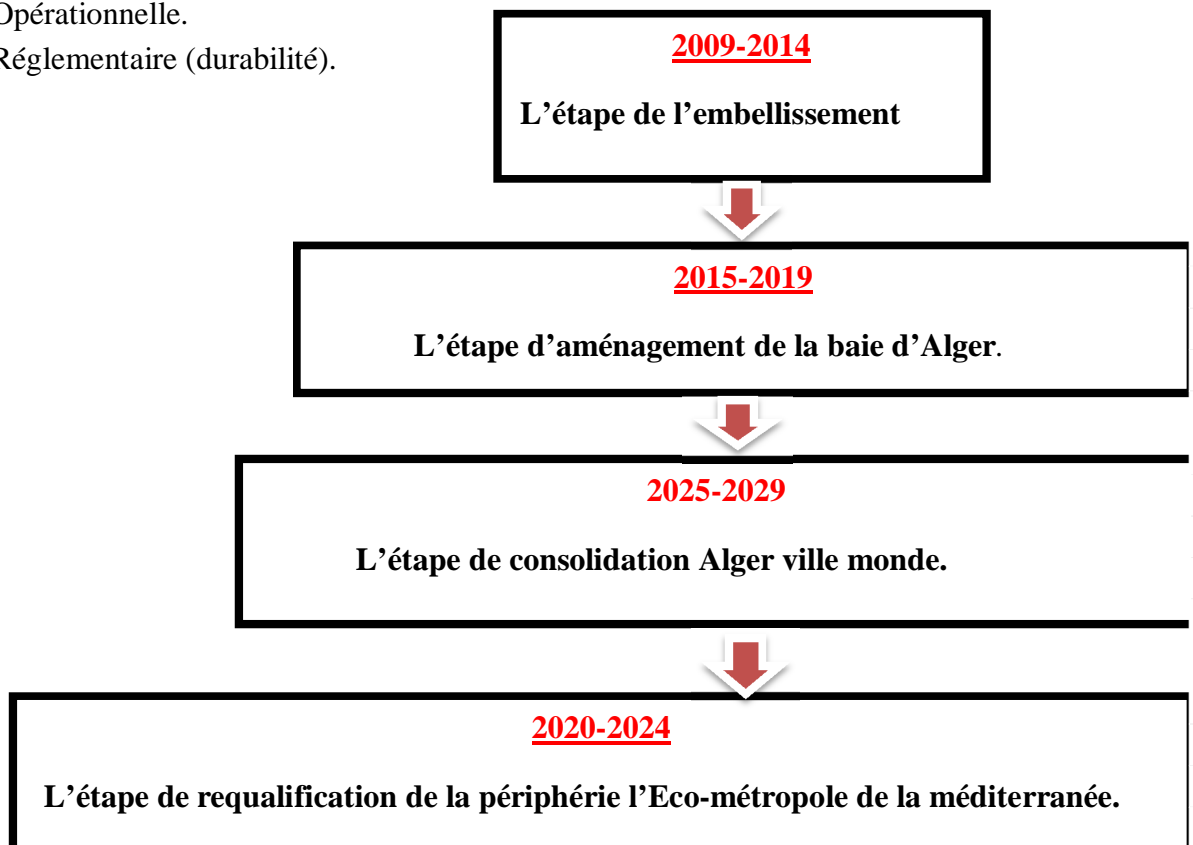 Opérationnelle.
Réglementaire (durabilité).
2009-2014
L’étape de l’embellissement
2015-2019
L’étape d’aménagement de la baie d’Alger.
2025-2029
L’étape de consolidation Alger ville monde.
2020-2024
L’étape de requalification de la périphérie l’Eco-métropole de la méditerranée.